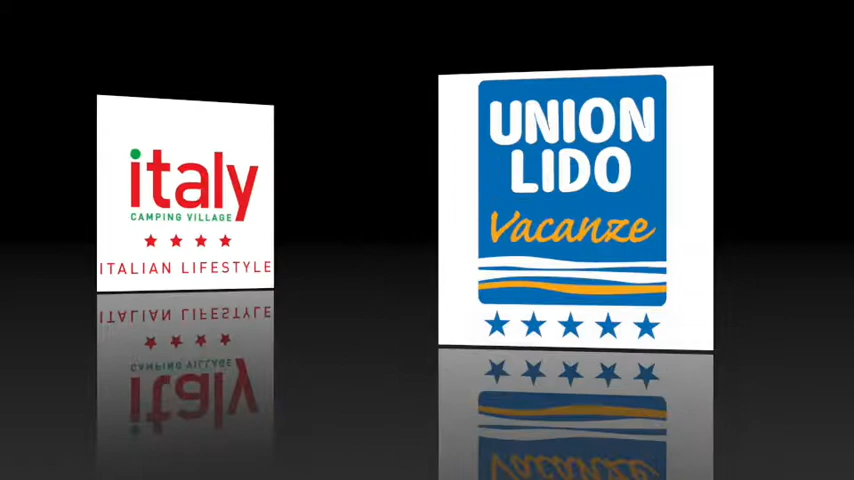 italy
CAMPING VILLAGE
ITALIAN LIFESTYLE
UNION
LIDO
Vacanze